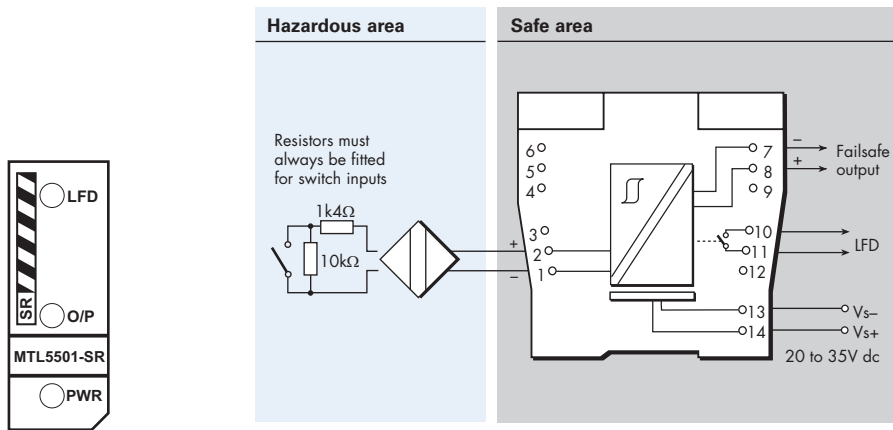 Hazardous area
Safe area
Resistors must
always be fitted
for switch inputs
1k4Ω
10kΩ
+
–
6
5
4
3
2
1
7
8
9
10
11
12
13
14
–
+
Failsafe
output
LFD
Vs–
Vs+
20 to 35V dc
LFD
SR
O/P
MTL5501-SR
PWR